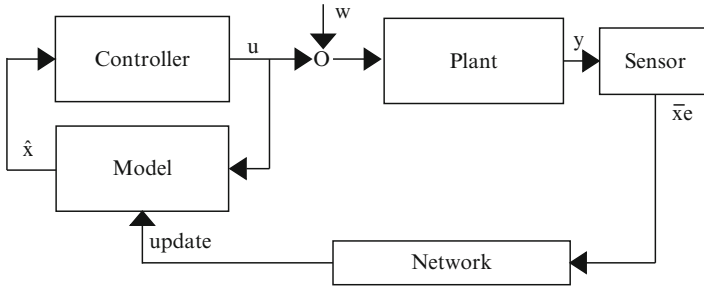 w
u
y
Controller
O
Plant
Sensor
x̄e
x̂
Model
update
Network